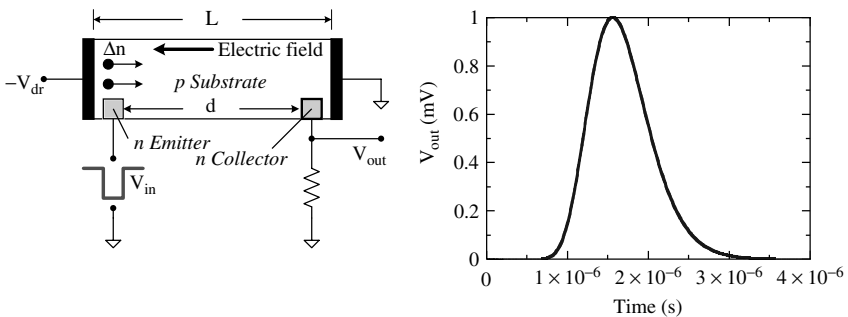 L
Δn
Electric field
−V_dr
p Substrate
d
n Emitter
n Collector
V_out
V_in
V_out (mV)
1
0.8
0.6
0.4
0.2
0
0
1×10⁻⁶
2×10⁻⁶
3×10⁻⁶
4×10⁻⁶
Time (s)